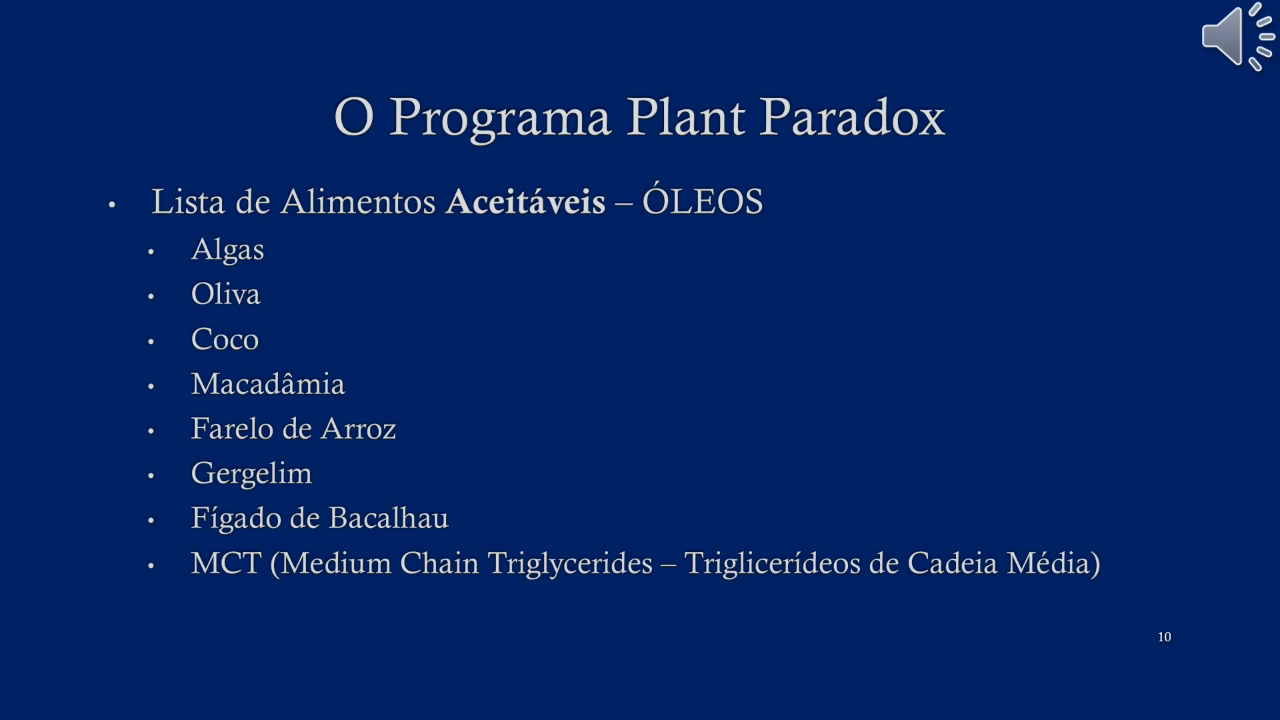 O Programa Plant Paradox
• Lista de Alimentos Aceitáveis – ÓLEOS
• Algas
• Oliva
• Coco
• Macadâmia
• Farelo de Arroz
• Gergelim
• Fígado de Bacalhau
• MCT (Medium Chain Triglycerides – Triglicerídeos de Cadeia Média)
10